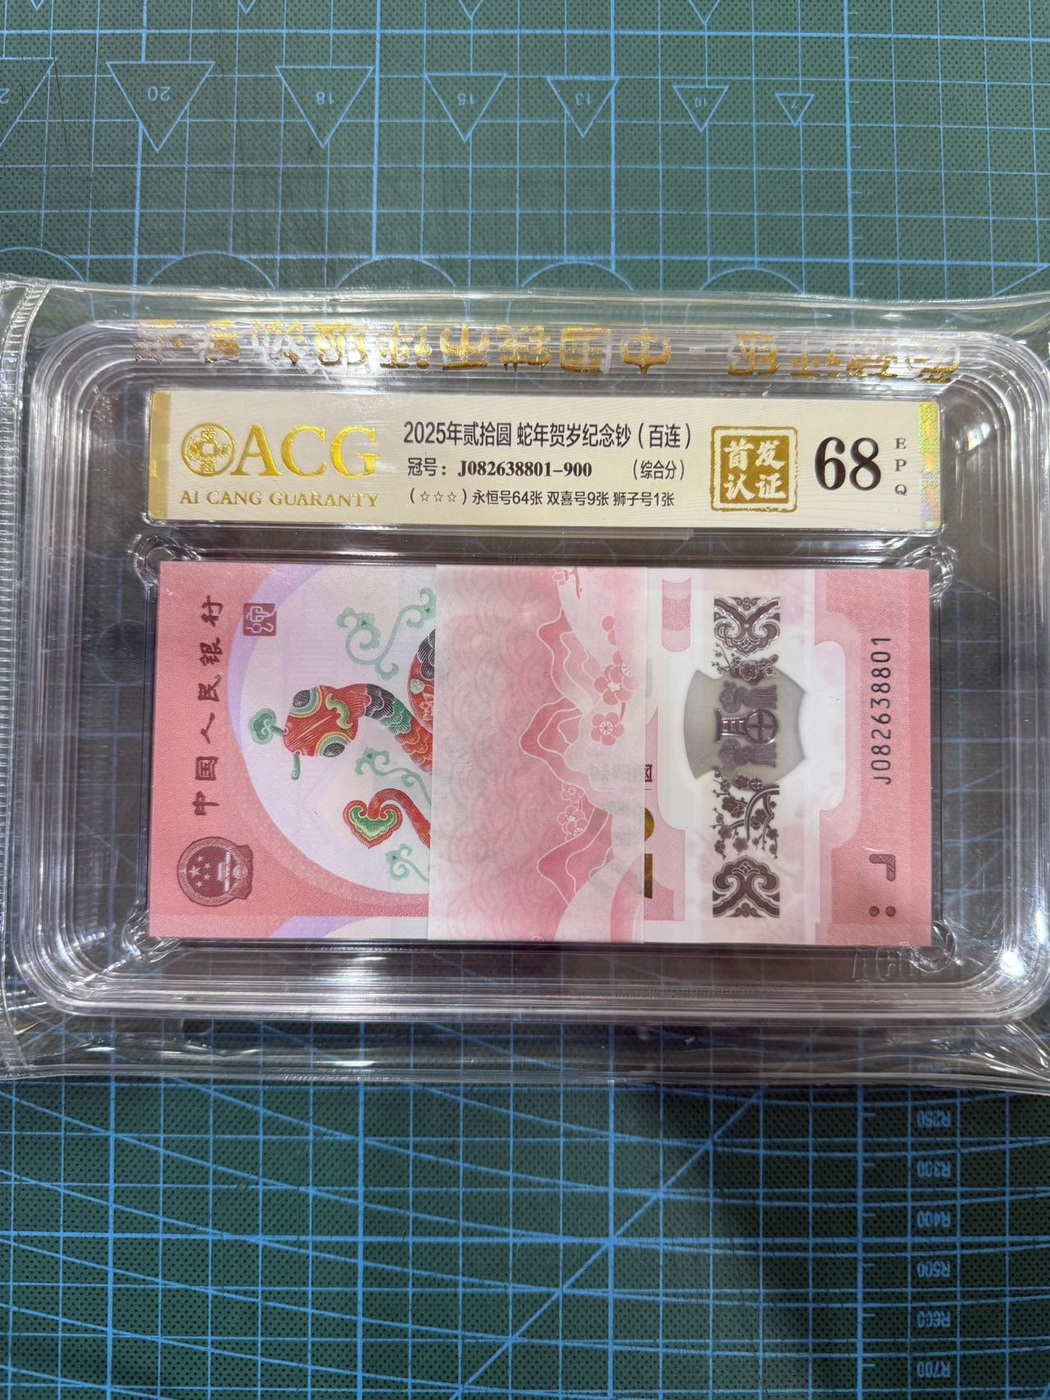 20
18
15
13
10
7
ACG
AI CANG GUARANTY
2025年贰拾圆 蛇年贺岁纪念钞（百连）
冠号：J082638801-900 （综合分）
（☆☆☆）永恒号64张 双喜号9张 狮子号1张
首发
认证
68
EPQ
中国人民银行
J082638801
R250
R300
R400
R500
R600
R700